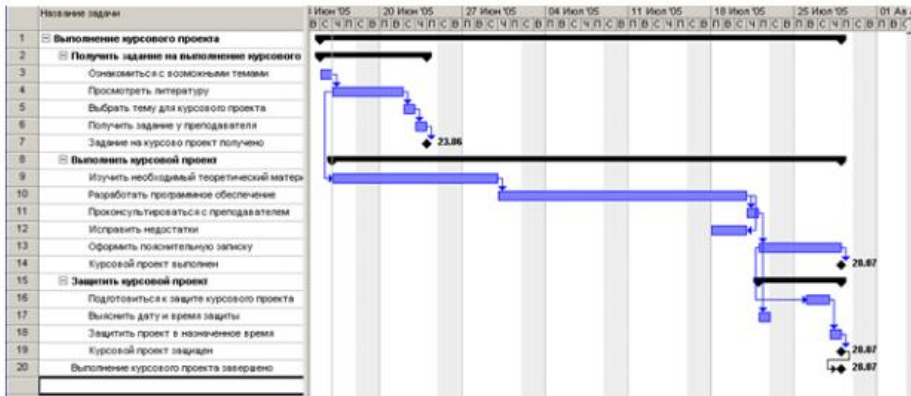 Название задачи
Июн '05 20 Июн '05 27 Июн '05 04 Июл '05 11 Июл '05 18 Июл '05 25 Июл '05 01 Ав
В С Ч П С В С Ч П С В С Ч П С В С Ч П С В С Ч П С В С Ч П С В С Ч П С В С
1 Выполнение курсового проекта
2 Получить задание на выполнение курсового
3 Ознакомиться с возможными темами
4 Просмотреть литературу
5 Выбрать тему для курсового проекта
6 Получить задание у преподавателя
7 Задание на курсово проект получено 23.06
8 Выполнить курсовой проект
9 Изучить необходимый теоретический матери
10 Разработать программное обеспечение
11 Проконсультироваться с преподавателем
12 Исправить недостатки
13 Оформить пояснительную записку
14 Курсовой проект выполнен 28.07
15 Защитить курсовой проект
16 Подготовиться к защите курсового проекта
17 Выяснить дату и время защиты
18 Защитить проект в назначенное время
19 Курсовой проект защищен 28.07
20 Выполнение курсового проекта завершено 28.07